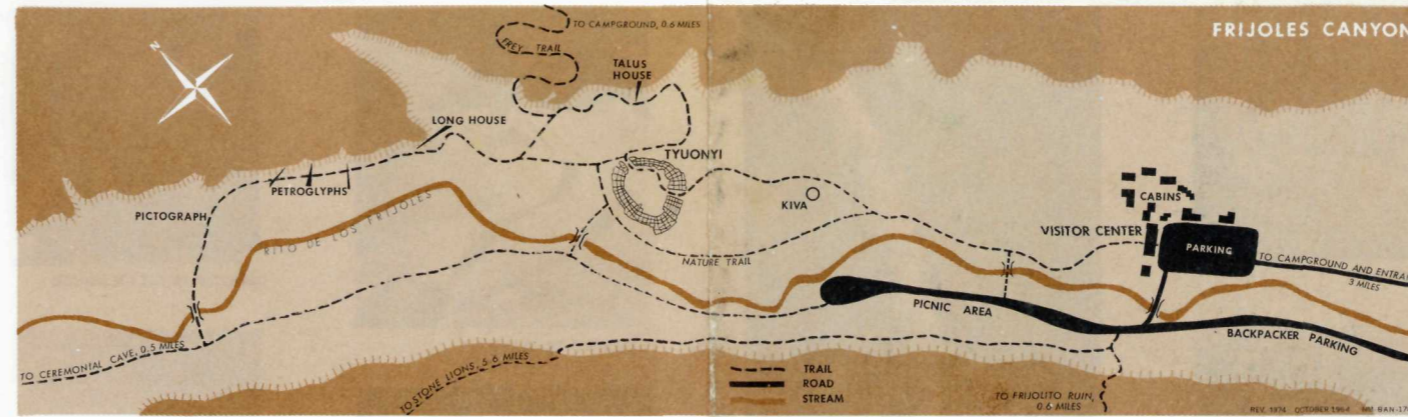 FRIJOLES CANYON
N
TO CAMPGROUND, 0.6 MILES
FREY TRAIL
TALUS
HOUSE
LONG HOUSE
TYUONYI
PETROGLYPHS
PICTOGRAPH
RITO DE LOS FRIJOLES
KIVA
CABINS
VISITOR CENTER
PARKING
NATURE TRAIL
TO CAMPGROUND AND ENTRA
3 MILES
PICNIC AREA
BACKPACKER PARKING
TO CEREMONIAL CAVE, 0.5 MILES
TO STONE LIONS, 5.6 MILES
TRAIL
ROAD
STREAM
TO FRIJOLITO RUIN,
0.6 MILES
REV. 1974 OCTOBER 1964